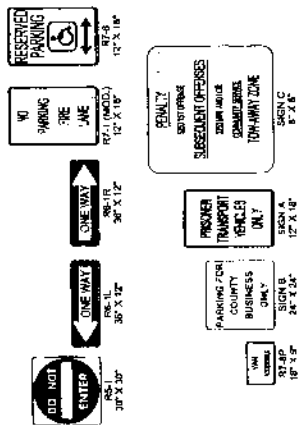 RESERVED
PARKING
R7-8
12" X 18"
NO
PARKING
FIRE
LANE
R7-1 (MOD.)
12" X 18"
ONE WAY
R6-1R
36" X 12"
ONE WAY
R6-1L
36" X 12"
DO NOT
ENTER
R5-1
30" X 30"
PENALTY
SUBSEQUENT OFFENSES
COMMUNITY SERVICE
TOW-AWAY ZONE
SIGN C
PRISONER
TRANSPORT
VEHICLES
ONLY
SIGN A
12" X 18"
PARKING FOR
COUNTY
BUSINESS
ONLY
SIGN B
24" X 24"
VAN
R7-8P
18" X 9"